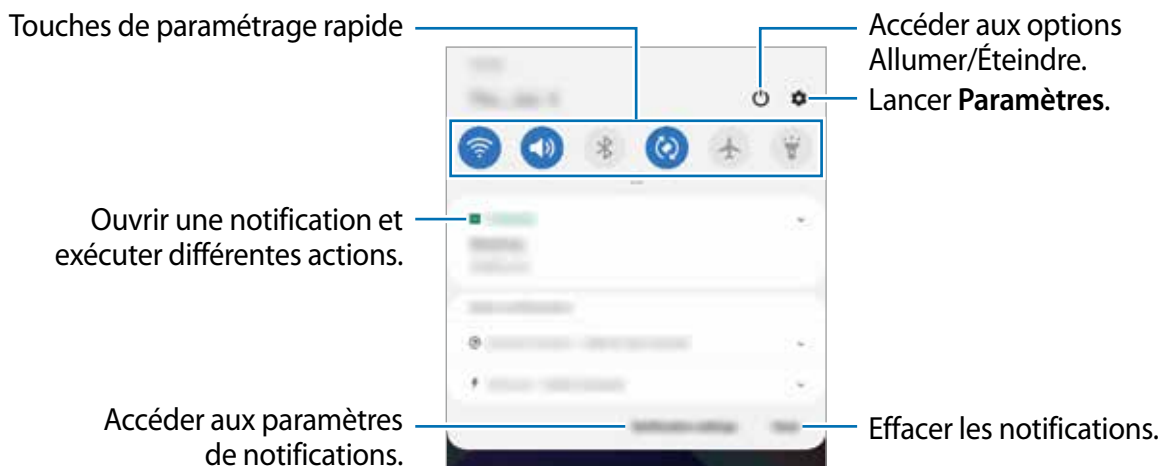 Touches de paramétrage rapide
Accéder aux options
Allumer/Éteindre.
Lancer Paramètres.
Ouvrir une notification et
exécuter différentes actions.
Accéder aux paramètres
de notifications.
Effacer les notifications.